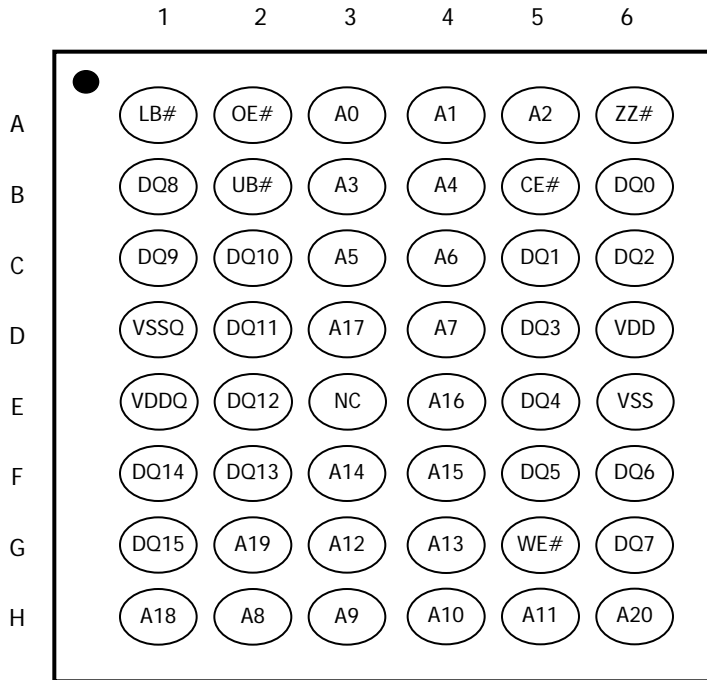 1 2 3 4 5 6
A LB# OE# A0 A1 A2 ZZ#
B DQ8 UB# A3 A4 CE# DQ0
C DQ9 DQ10 A5 A6 DQ1 DQ2
D VSSQ DQ11 A17 A7 DQ3 VDD
E VDDQ DQ12 NC A16 DQ4 VSS
F DQ14 DQ13 A14 A15 DQ5 DQ6
G DQ15 A19 A12 A13 WE# DQ7
H A18 A8 A9 A10 A11 A20